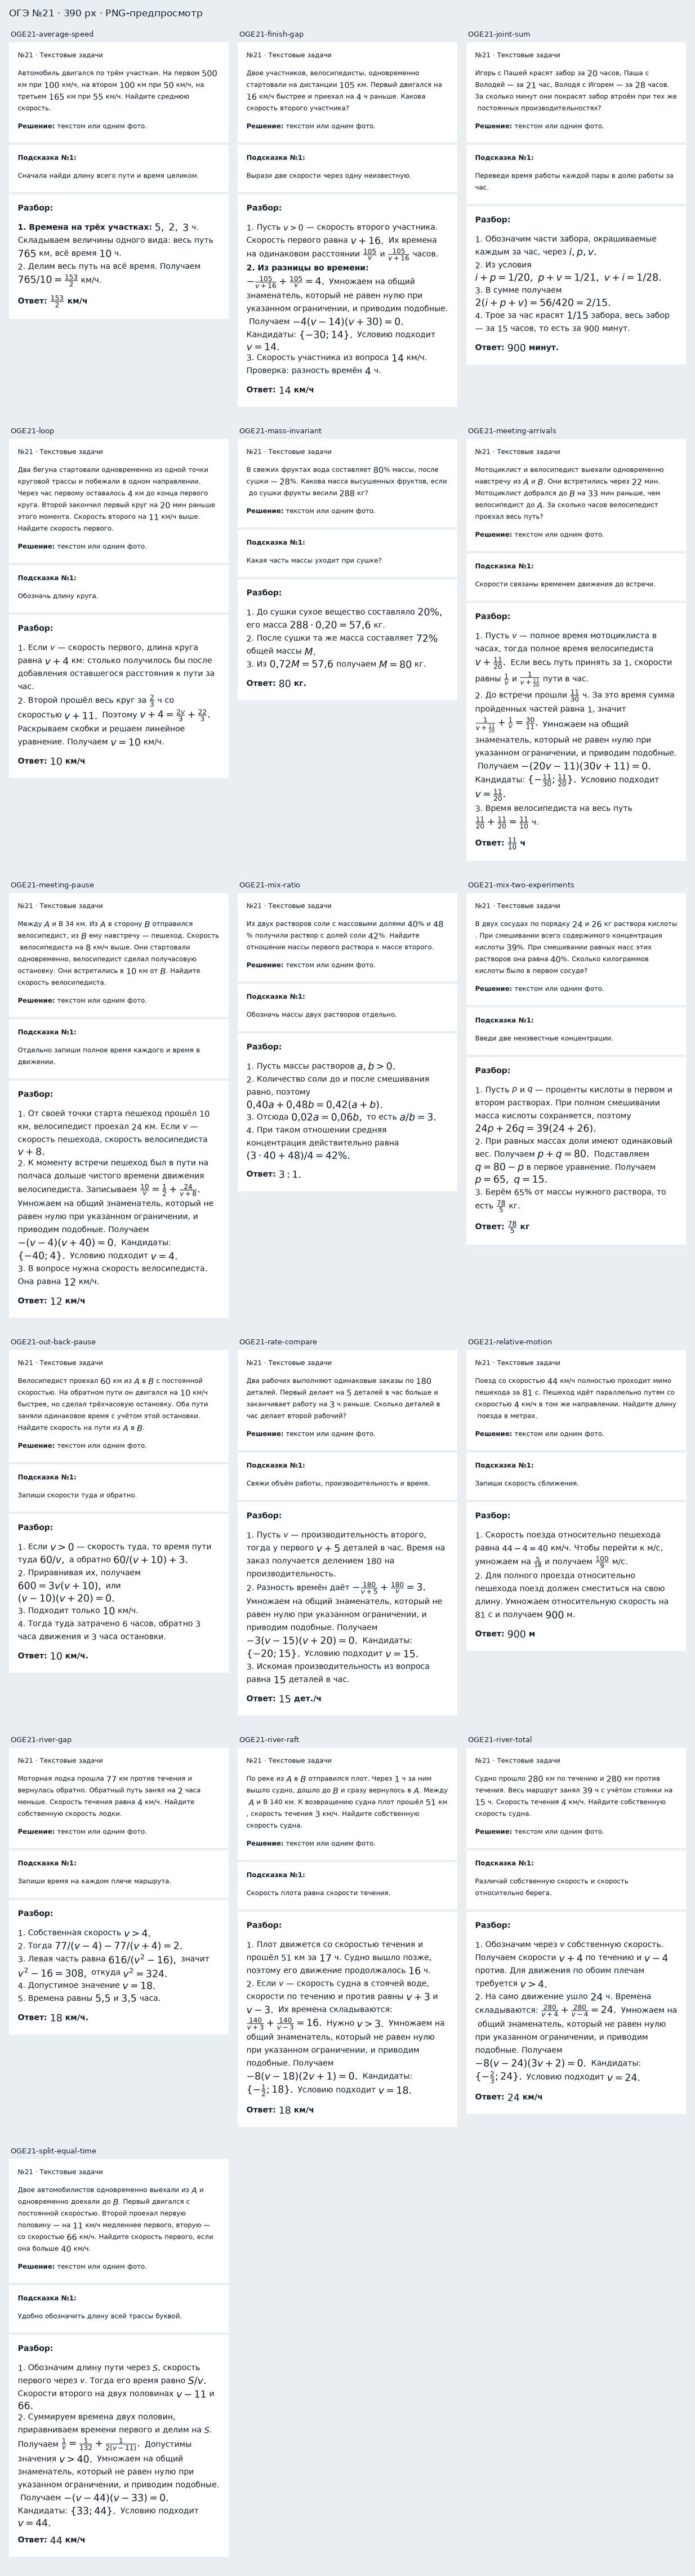 ОГЭ №21 · 390 px · PNG-предпросмотр
OGE21-average-speed
№21 · Текстовые задачи
Автомобиль двигался по трём участкам. На первом 500
км при 100 км/ч, на втором 100 км при 50 км/ч, на
третьем 165 км при 55 км/ч. Найдите среднюю
скорость.
Решение: текстом или одним фото.
Подсказка №1:
Сначала найди длину всего пути и время целиком.
Разбор:
1. Времена на трёх участках: 5, 2, 3 ч.
Складываем величины одного вида: весь путь
765 км, всё время 10 ч.
2. Делим весь путь на всё время. Получаем
765/10 = 153/2 км/ч.
Ответ: 153/2 км/ч
OGE21-finish-gap
№21 · Текстовые задачи
Двое участников, велосипедисты, одновременно
стартовали на дистанции 105 км. Первый двигался на
16 км/ч быстрее и приехал на 4 ч раньше. Какова
скорость второго участника?
Решение: текстом или одним фото.
Подсказка №1:
Вырази две скорости через одну неизвестную.
Разбор:
1. Пусть v > 0 — скорость второго участника.
Скорость первого равна v + 16. Их времена
на одинаковом расстоянии 105/v и 105/(v+16) часов.
2. Из разницы во времени:
−105/(v+16) + 105/v = 4. Умножаем на общий
знаменатель, который не равен нулю при
указанном ограничении, и приводим подобные.
Получаем −4(v − 14)(v + 30) = 0.
Кандидаты: {−30; 14}. Условию подходит
v = 14.
3. Скорость участника из вопроса 14 км/ч.
Проверка: разность времён 4 ч.
Ответ: 14 км/ч
OGE21-joint-sum
№21 · Текстовые задачи
Игорь с Пашей красят забор за 20 часов, Паша с
Володей — за 21 час, Володя с Игорем — за 28 часов.
За сколько минут они покрасят забор втроём при тех же
постоянных производительностях?
Решение: текстом или одним фото.
Подсказка №1:
Переведи время работы каждой пары в долю работы за
час.
Разбор:
1. Обозначим части забора, окрашиваемые
каждым за час, через i, p, v.
2. Из условия
i + p = 1/20, p + v = 1/21, v + i = 1/28.
3. В сумме получаем
2(i + p + v) = 56/420 = 2/15.
4. Трое за час красят 1/15 забора, весь забор
— за 15 часов, то есть за 900 минут.
Ответ: 900 минут.
OGE21-loop
№21 · Текстовые задачи
Два бегуна стартовали одновременно из одной точки
круговой трассы и побежали в одном направлении.
Через час первому оставалось 4 км до конца первого
круга. Второй закончил первый круг на 20 мин раньше
этого момента. Скорость второго на 11 км/ч выше.
Найдите скорость первого.
Решение: текстом или одним фото.
Подсказка №1:
Обозначь длину круга.
Разбор:
1. Если v — скорость первого, длина круга
равна v + 4 км: столько получилось бы после
добавления оставшегося расстояния к пути за
час.
2. Второй прошёл весь круг за 2/3 ч со
скоростью v + 11. Поэтому v + 4 = 2v/3 + 22/3.
Раскрываем скобки и решаем линейное
уравнение. Получаем v = 10 км/ч.
Ответ: 10 км/ч
OGE21-mass-invariant
№21 · Текстовые задачи
В свежих фруктах вода составляет 80% массы, после
сушки — 28%. Какова масса высушенных фруктов, если
до сушки фрукты весили 288 кг?
Решение: текстом или одним фото.
Подсказка №1:
Какая часть массы уходит при сушке?
Разбор:
1. До сушки сухое вещество составляло 20%,
его масса 288 · 0,20 = 57,6 кг.
2. После сушки та же масса составляет 72%
общей массы M.
3. Из 0,72M = 57,6 получаем M = 80 кг.
Ответ: 80 кг.
OGE21-meeting-arrivals
№21 · Текстовые задачи
Мотоциклист и велосипедист выехали одновременно
навстречу из A и B. Они встретились через 22 мин.
Мотоциклист добрался до B на 33 мин раньше, чем
велосипедист до A. За сколько часов велосипедист
проехал весь путь?
Решение: текстом или одним фото.
Подсказка №1:
Скорости связаны временем движения до встречи.
Разбор:
1. Пусть v — полное время мотоциклиста в
часах, тогда полное время велосипедиста
v + 11/20. Если весь путь принять за 1, скорости
равны 1/v и 1/(v+11/20) пути в час.
2. До встречи прошли 11/30 ч. За это время сумма
пройденных частей равна 1, значит
1/(v+11/20) + 1/v = 30/11. Умножаем на общий
знаменатель, который не равен нулю при
указанном ограничении, и приводим подобные.
Получаем −(20v − 11)(30v + 11) = 0.
Кандидаты: {−11/30; 11/20}. Условию подходит
v = 11/20.
3. Время велосипедиста на весь путь
11/20 + 11/20 = 11/10 ч.
Ответ: 11/10 ч
OGE21-meeting-pause
№21 · Текстовые задачи
Между A и B 34 км. Из A в сторону B отправился
велосипедист, из B ему навстречу — пешеход. Скорость
велосипедиста на 8 км/ч выше. Они стартовали
одновременно, велосипедист сделал получасовую
остановку. Они встретились в 10 км от B. Найдите
скорость велосипедиста.
Решение: текстом или одним фото.
Подсказка №1:
Отдельно запиши полное время каждого и время в
движении.
Разбор:
1. От своей точки старта пешеход прошёл 10
км, велосипедист проехал 24 км. Если v —
скорость пешехода, скорость велосипедиста
v + 8.
2. К моменту встречи пешеход был в пути на
полчаса дольше чистого времени движения
велосипедиста. Записываем 10/v = 1/2 + 24/(v+8).
Умножаем на общий знаменатель, который не
равен нулю при указанном ограничении, и
приводим подобные. Получаем
−(v − 4)(v + 40) = 0. Кандидаты:
{−40; 4}. Условию подходит v = 4.
3. В вопросе нужна скорость велосипедиста.
Она равна 12 км/ч.
Ответ: 12 км/ч
OGE21-mix-ratio
№21 · Текстовые задачи
Из двух растворов соли с массовыми долями 40% и 48
% получили раствор с долей соли 42%. Найдите
отношение массы первого раствора к массе второго.
Решение: текстом или одним фото.
Подсказка №1:
Обозначь массы двух растворов отдельно.
Разбор:
1. Пусть массы растворов a, b > 0.
2. Количество соли до и после смешивания
равно, поэтому
0,40a + 0,48b = 0,42(a + b).
3. Отсюда 0,02a = 0,06b, то есть a/b = 3.
4. При таком отношении средняя
концентрация действительно равна
(3 · 40 + 48)/4 = 42%.
Ответ: 3 : 1.
OGE21-mix-two-experiments
№21 · Текстовые задачи
В двух сосудах по порядку 24 и 26 кг раствора кислоты
. При смешивании всего содержимого концентрация
кислоты 39%. При смешивании равных масс этих
растворов она равна 40%. Сколько килограммов
кислоты было в первом сосуде?
Решение: текстом или одним фото.
Подсказка №1:
Введи две неизвестные концентрации.
Разбор:
1. Пусть p и q — проценты кислоты в первом и
втором растворах. При полном смешивании
масса кислоты сохраняется, поэтому
24p + 26q = 39(24 + 26).
2. При равных массах доли имеют одинаковый
вес. Получаем p + q = 80. Подставляем
q = 80 − p в первое уравнение. Получаем
p = 65, q = 15.
3. Берём 65% от массы нужного раствора, то
есть 78/5 кг.
Ответ: 78/5 кг
OGE21-out-back-pause
№21 · Текстовые задачи
Велосипедист проехал 60 км из A в B с постоянной
скоростью. На обратном пути он двигался на 10 км/ч
быстрее, но сделал трёхчасовую остановку. Оба пути
заняли одинаковое время с учётом этой остановки.
Найдите скорость на пути из A в B.
Решение: текстом или одним фото.
Подсказка №1:
Запиши скорости туда и обратно.
Разбор:
1. Если v > 0 — скорость туда, то время пути
туда 60/v, а обратно 60/(v + 10) + 3.
2. Приравнивая их, получаем
600 = 3v(v + 10), или
(v − 10)(v + 20) = 0.
3. Подходит только 10 км/ч.
4. Тогда туда затрачено 6 часов, обратно 3
часа движения и 3 часа остановки.
Ответ: 10 км/ч.
OGE21-rate-compare
№21 · Текстовые задачи
Два рабочих выполняют одинаковые заказы по 180
деталей. Первый делает на 5 деталей в час больше и
заканчивает работу на 3 ч раньше. Сколько деталей в
час делает второй рабочий?
Решение: текстом или одним фото.
Подсказка №1:
Свяжи объём работы, производительность и время.
Разбор:
1. Пусть v — производительность второго,
тогда у первого v + 5 деталей в час. Время на
заказ получается делением 180 на
производительность.
2. Разность времён даёт −180/(v+5) + 180/v = 3.
Умножаем на общий знаменатель, который не
равен нулю при указанном ограничении, и
приводим подобные. Получаем
−3(v − 15)(v + 20) = 0. Кандидаты:
{−20; 15}. Условию подходит v = 15.
3. Искомая производительность из вопроса
равна 15 деталей в час.
Ответ: 15 дет./ч
OGE21-relative-motion
№21 · Текстовые задачи
Поезд со скоростью 44 км/ч полностью проходит мимо
пешехода за 81 с. Пешеход идёт параллельно путям со
скоростью 4 км/ч в том же направлении. Найдите длину
поезда в метрах.
Решение: текстом или одним фото.
Подсказка №1:
Запиши скорость сближения.
Разбор:
1. Скорость поезда относительно пешехода
равна 44 − 4 = 40 км/ч. Чтобы перейти к м/с,
умножаем на 5/18 и получаем 100/9 м/с.
2. Для полного проезда относительно
пешехода поезд должен сместиться на свою
длину. Умножаем относительную скорость на
81 с и получаем 900 м.
Ответ: 900 м
OGE21-river-gap
№21 · Текстовые задачи
Моторная лодка прошла 77 км против течения и
вернулась обратно. Обратный путь занял на 2 часа
меньше. Скорость течения равна 4 км/ч. Найдите
собственную скорость лодки.
Решение: текстом или одним фото.
Подсказка №1:
Запиши время на каждом плече маршрута.
Разбор:
1. Собственная скорость v > 4.
2. Тогда 77/(v − 4) − 77/(v + 4) = 2.
3. Левая часть равна 616/(v² − 16), значит
v² − 16 = 308, откуда v² = 324.
4. Допустимое значение v = 18.
5. Времена равны 5,5 и 3,5 часа.
Ответ: 18 км/ч.
OGE21-river-raft
№21 · Текстовые задачи
По реке из A в B отправился плот. Через 1 ч за ним
вышло судно, дошло до B и сразу вернулось в A. Между
A и B 140 км. К возвращению судна плот прошёл 51 км
, скорость течения 3 км/ч. Найдите собственную
скорость судна.
Решение: текстом или одним фото.
Подсказка №1:
Скорость плота равна скорости течения.
Разбор:
1. Плот движется со скоростью течения и
прошёл 51 км за 17 ч. Судно вышло позже,
поэтому его движение продолжалось 16 ч.
2. Если v — скорость судна в стоячей воде,
скорости по течению и против равны v + 3 и
v − 3. Их времена складываются:
140/(v+3) + 140/(v−3) = 16. Нужно v > 3. Умножаем на
общий знаменатель, который не равен нулю
при указанном ограничении, и приводим
подобные. Получаем
−8(v − 18)(2v + 1) = 0. Кандидаты:
{−1/2; 18}. Условию подходит v = 18.
Ответ: 18 км/ч
OGE21-river-total
№21 · Текстовые задачи
Судно прошло 280 км по течению и 280 км против
течения. Весь маршрут занял 39 ч с учётом стоянки на
15 ч. Скорость течения 4 км/ч. Найдите собственную
скорость судна.
Решение: текстом или одним фото.
Подсказка №1:
Различай собственную скорость и скорость
относительно берега.
Разбор:
1. Обозначим через v собственную скорость.
Получаем скорости v + 4 по течению и v − 4
против. Для движения по обоим плечам
требуется v > 4.
2. На само движение ушло 24 ч. Времена
складываются: 280/(v+4) + 280/(v−4) = 24. Умножаем на
общий знаменатель, который не равен нулю
при указанном ограничении, и приводим
подобные. Получаем
−8(v − 24)(3v + 2) = 0. Кандидаты:
{−2/3; 24}. Условию подходит v = 24.
Ответ: 24 км/ч
OGE21-split-equal-time
№21 · Текстовые задачи
Двое автомобилистов одновременно выехали из A и
одновременно доехали до B. Первый двигался с
постоянной скоростью. Второй проехал первую
половину — на 11 км/ч медленнее первого, вторую —
со скоростью 66 км/ч. Найдите скорость первого, если
она больше 40 км/ч.
Решение: текстом или одним фото.
Подсказка №1:
Удобно обозначить длину всей трассы буквой.
Разбор:
1. Обозначим длину пути через S, скорость
первого через v. Тогда его время равно S/v.
Скорости второго на двух половинах v − 11 и
66.
2. Суммируем времена двух половин,
приравниваем времени первого и делим на S.
Получаем 1/v = 1/132 + 1/(2(v−11)). Допустимы
значения v > 40. Умножаем на общий
знаменатель, который не равен нулю при
указанном ограничении, и приводим подобные.
Получаем −(v − 44)(v − 33) = 0.
Кандидаты: {33; 44}. Условию подходит
v = 44.
Ответ: 44 км/ч